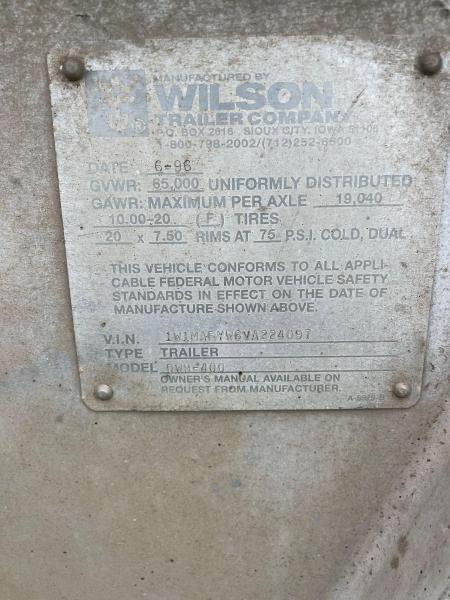 MANUFACTURED BY
WILSON
TRAILER COMPANY
P.O. BOX SIOUX CITY, IOWA
1-800-798-2002/(712)252-6500
DATE 6-96
GVWR: 65,000 UNIFORMLY DISTRIBUTED
GAWR: MAXIMUM PER AXLE 19,040
10.00-20 (F) TIRES
20 x 7.50 RIMS AT 75 P.S.I. COLD, DUAL
THIS VEHICLE CONFORMS TO ALL APPLI-
CABLE FEDERAL MOTOR VEHICLE SAFETY
STANDARDS IN EFFECT ON THE DATE OF
MANUFACTURE SHOWN ABOVE.
V.I.N.
TYPE TRAILER
MODEL
OWNER'S MANUAL AVAILABLE ON
REQUEST FROM MANUFACTURER.